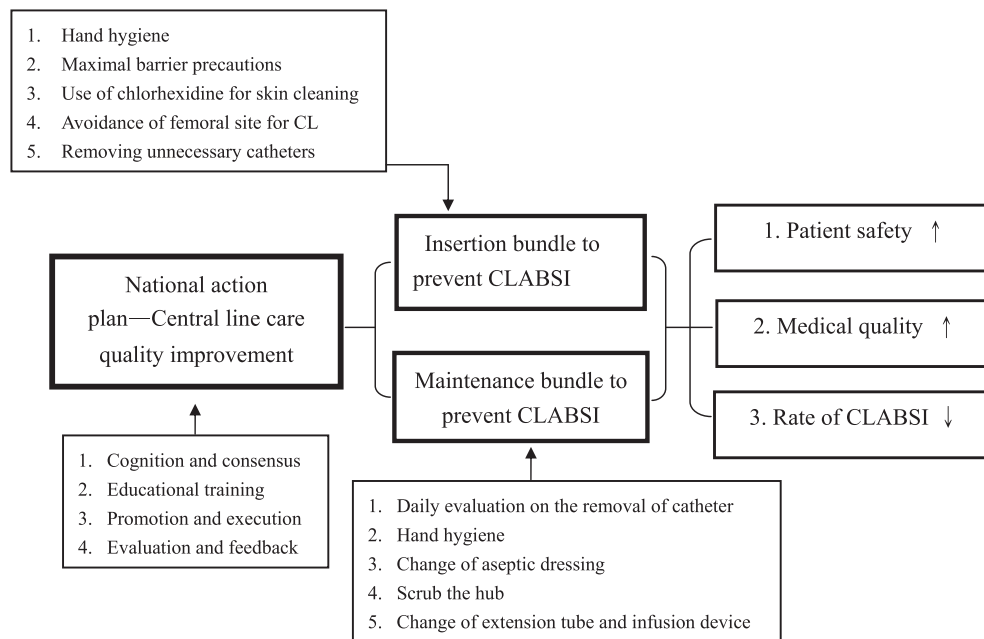 1. Hand hygiene
2. Maximal barrier precautions
3. Use of chlorhexidine for skin cleaning
4. Avoidance of femoral site for CL
5. Removing unnecessary catheters
National action
plan—Central line care
quality improvement
1. Cognition and consensus
2. Educational training
3. Promotion and execution
4. Evaluation and feedback
Insertion bundle to
prevent CLABSI
Maintenance bundle to
prevent CLABSI
1. Daily evaluation on the removal of catheter
2. Hand hygiene
3. Change of aseptic dressing
4. Scrub the hub
5. Change of extension tube and infusion device
1. Patient safety ↑
2. Medical quality ↑
3. Rate of CLABSI ↓